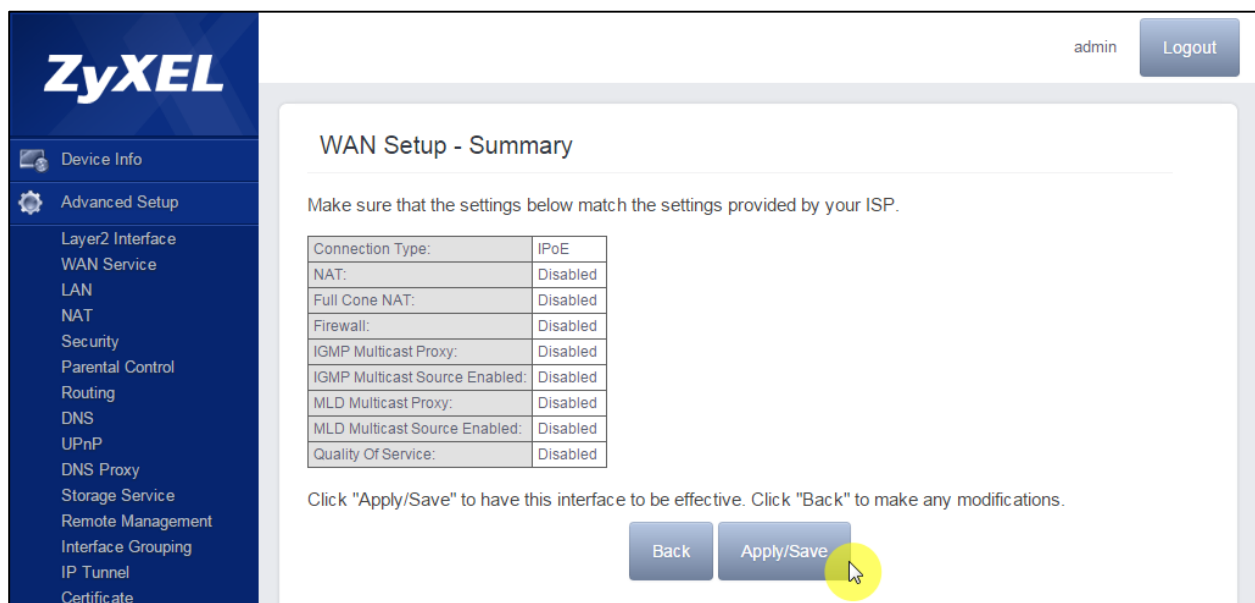 ZyXEL
admin
Logout
Device Info
Advanced Setup
Layer2 Interface
WAN Service
LAN
NAT
Security
Parental Control
Routing
DNS
UPnP
DNS Proxy
Storage Service
Remote Management
Interface Grouping
IP Tunnel
Certificate
WAN Setup - Summary
Make sure that the settings below match the settings provided by your ISP.
Connection Type: IPoE
NAT: Disabled
Full Cone NAT: Disabled
Firewall: Disabled
IGMP Multicast Proxy: Disabled
IGMP Multicast Source Enabled: Disabled
MLD Multicast Proxy: Disabled
MLD Multicast Source Enabled: Disabled
Quality Of Service: Disabled
Click "Apply/Save" to have this interface to be effective. Click "Back" to make any modifications.
Back
Apply/Save